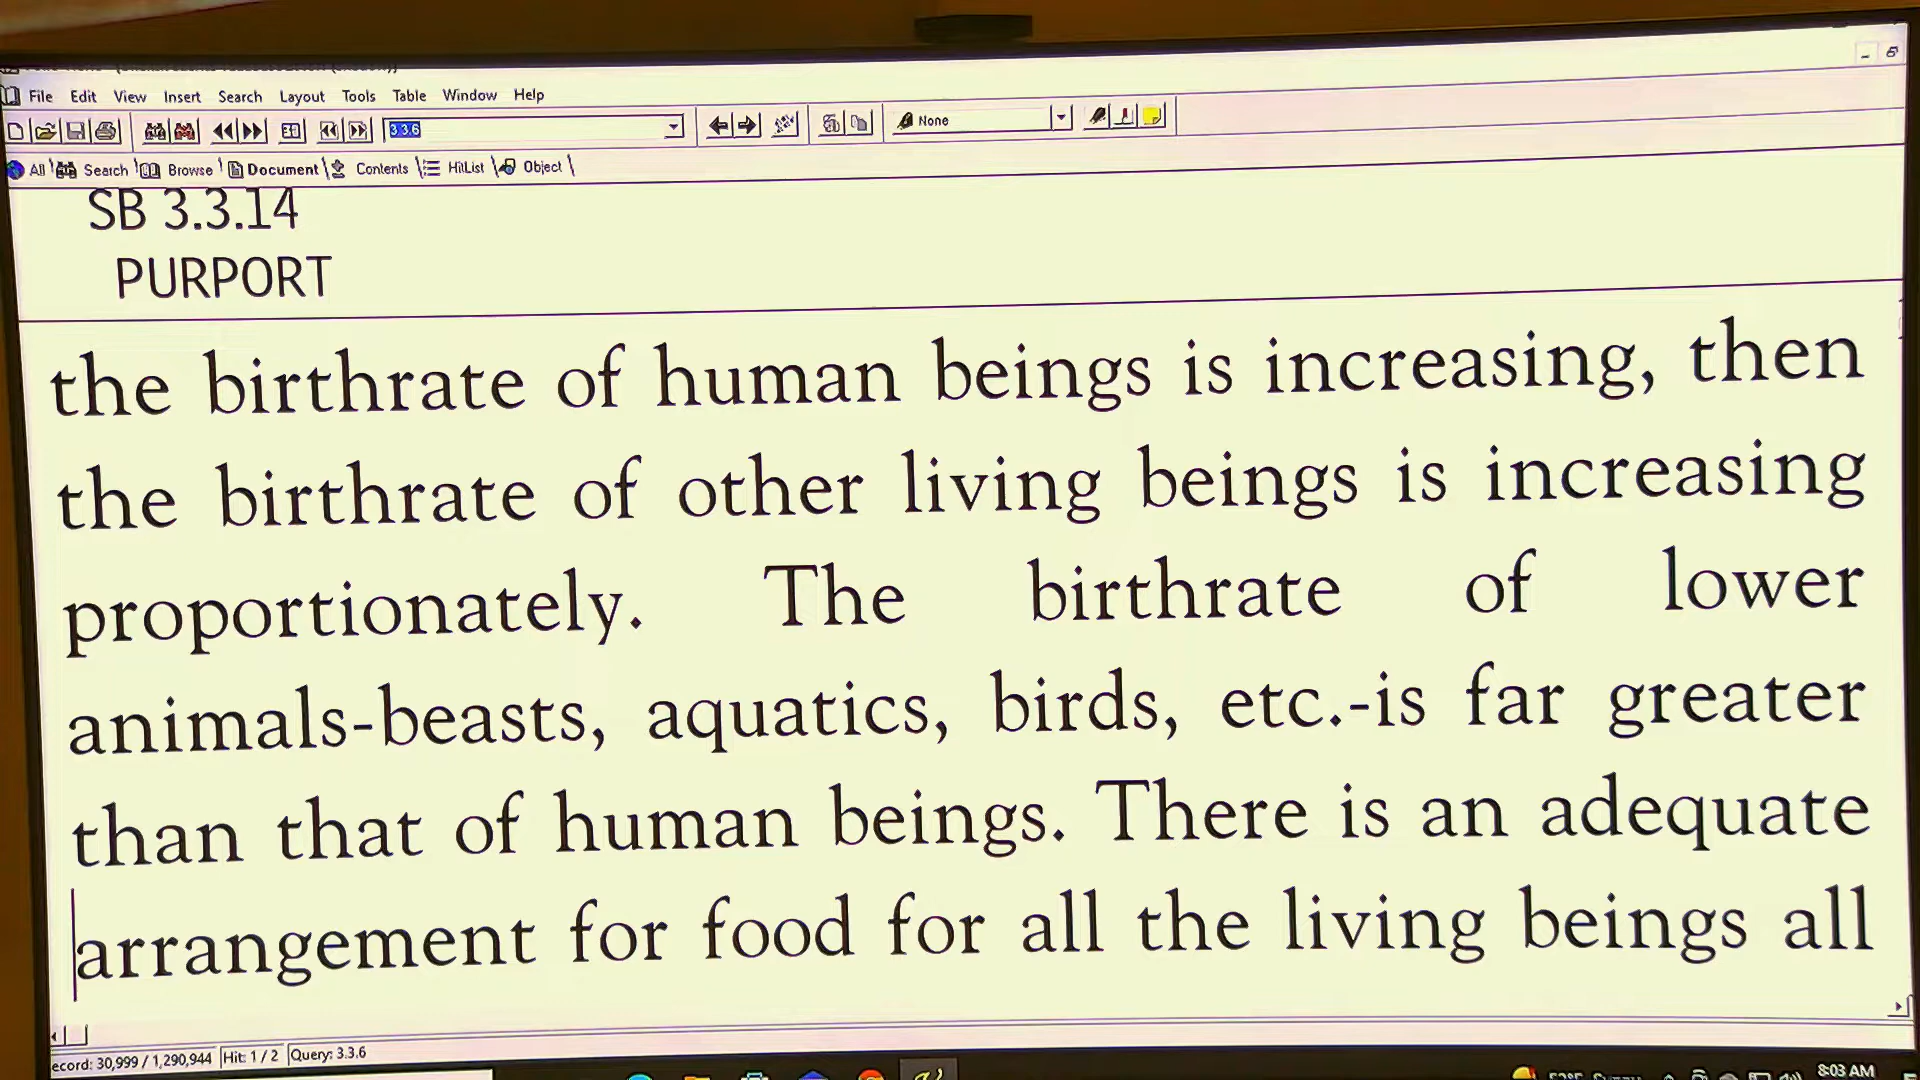 File Edit View Insert Search Layout Tools Table Window Help
3.3.6
None
All Search Browse Document Contents HitList Object
SB 3.3.14
PURPORT
the birthrate of human beings is increasing, then
the birthrate of other living beings is increasing
proportionately. The birthrate of lower
animals-beasts, aquatics, birds, etc.-is far greater
than that of human beings. There is an adequate
arrangement for food for all the living beings all
ecord: 30,999 / 1,290,944 Hit: 1 / 2 Query: 3.3.6
8:03 AM